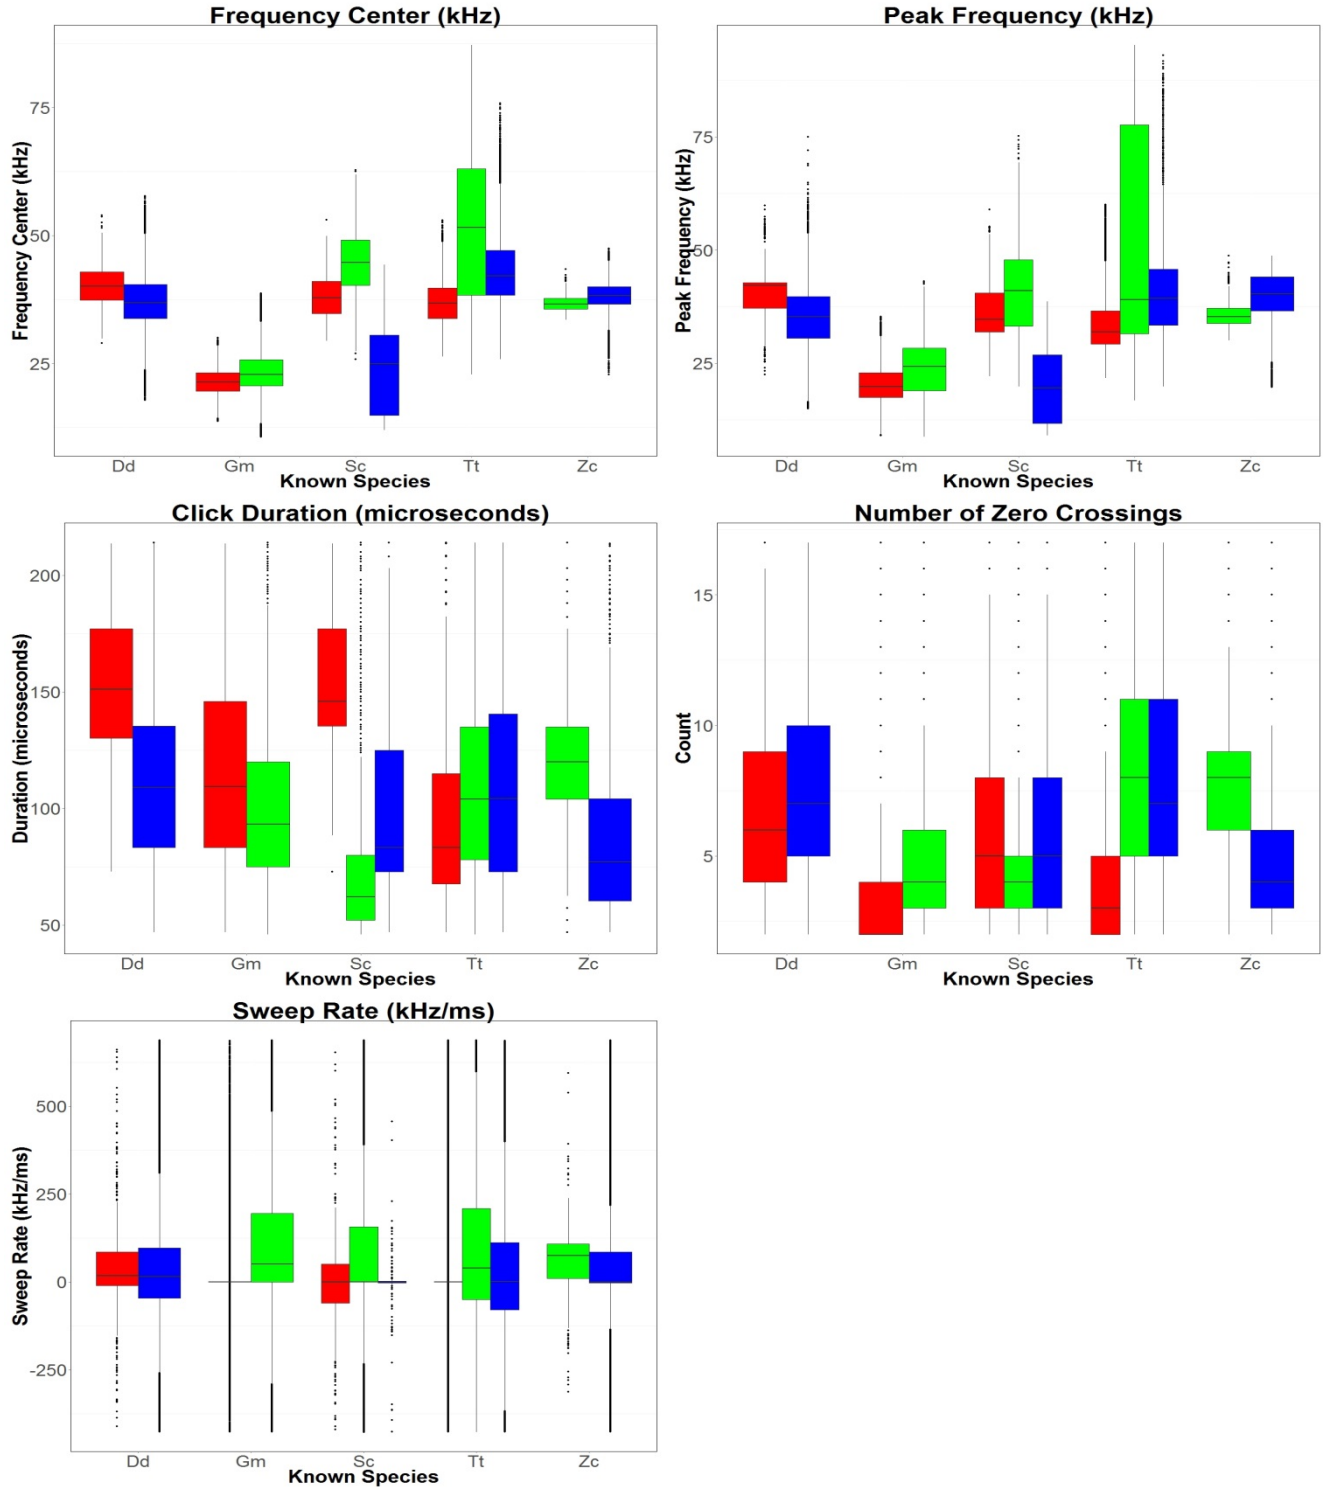 Frequency Center (kHz)
Frequency Center (kHz)
75
50
25
Dd Gm Sc Tt Zc
Known Species
Peak Frequency (kHz)
Peak Frequency (kHz)
75
50
25
Dd Gm Sc Tt Zc
Known Species
Click Duration (microseconds)
Duration (microseconds)
200
150
100
50
Dd Gm Sc Tt Zc
Known Species
Number of Zero Crossings
Count
15
10
5
Dd Gm Sc Tt Zc
Known Species
Sweep Rate (kHz/ms)
Sweep Rate (kHz/ms)
500
250
0
-250
Dd Gm Sc Tt Zc
Known Species